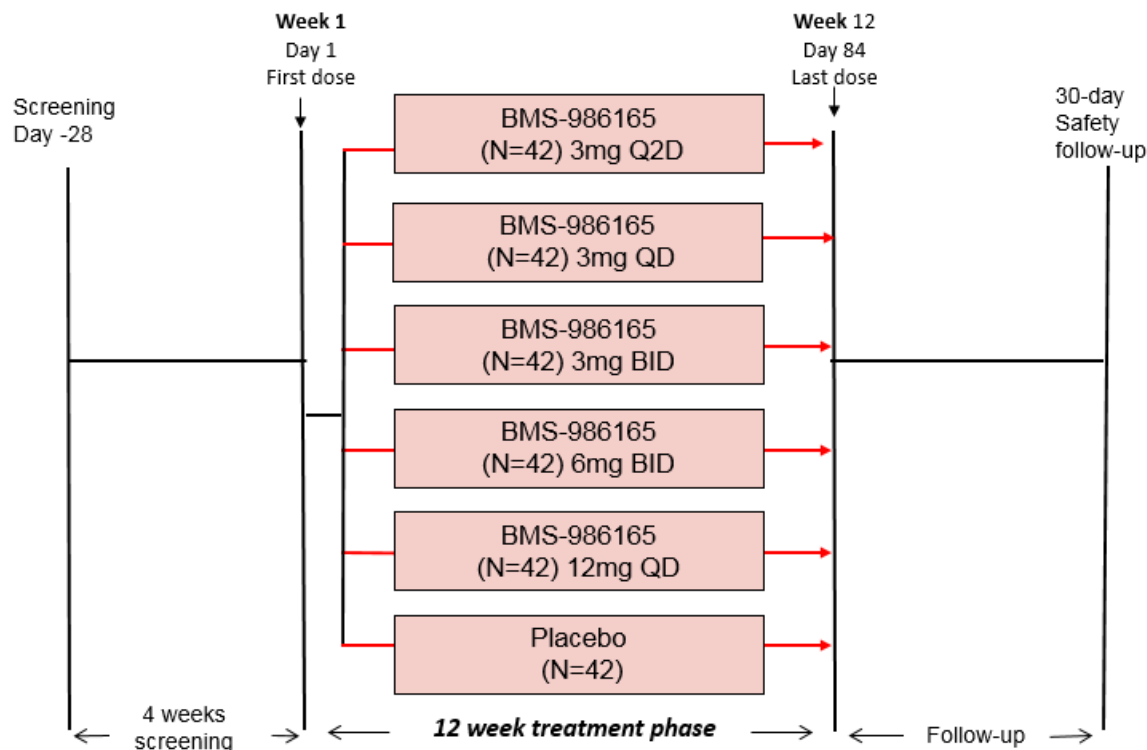 Week 1
Day 1
First dose
Week 12
Day 84
Last dose
Screening
Day -28
30-day
Safety
follow-up
BMS-986165
(N=42) 3mg Q2D
BMS-986165
(N=42) 3mg QD
BMS-986165
(N=42) 3mg BID
BMS-986165
(N=42) 6mg BID
BMS-986165
(N=42) 12mg QD
Placebo
(N=42)
4 weeks
screening
12 week treatment phase
Follow-up